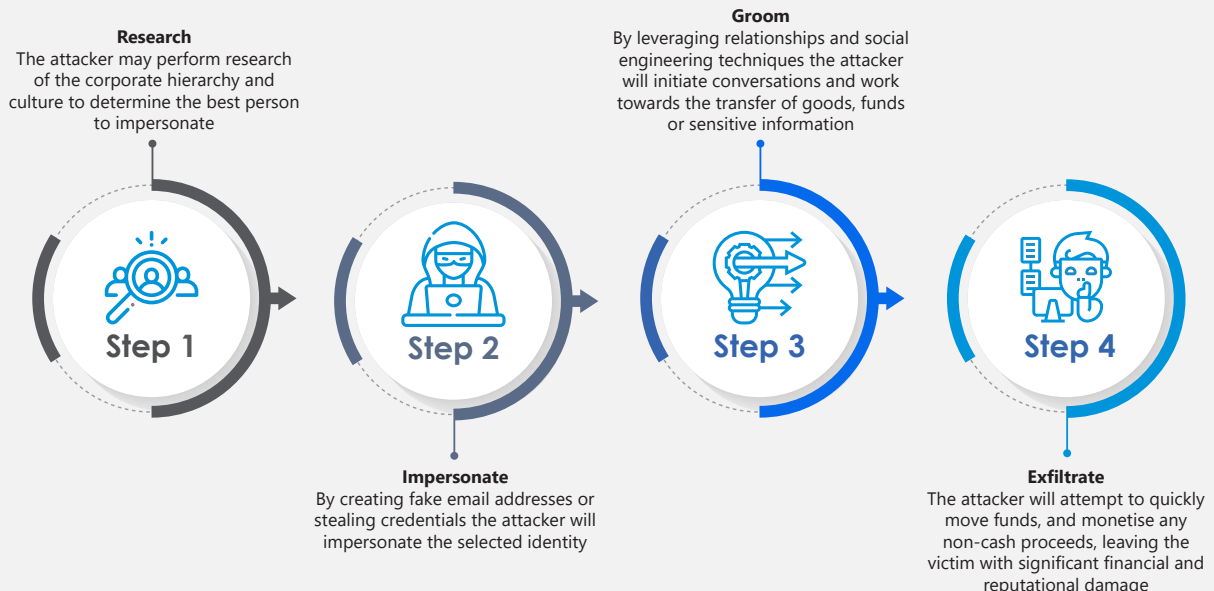 Research
The attacker may perform research
of the corporate hierarchy and
culture to determine the best person
to impersonate
Step 1
Step 2
Impersonate
By creating fake email addresses or
stealing credentials the attacker will
impersonate the selected identity
Groom
By leveraging relationships and social
engineering techniques the attacker
will initiate conversations and work
towards the transfer of goods, funds
or sensitive information
Step 3
Step 4
Exfiltrate
The attacker will attempt to quickly
move funds, and monetise any
non-cash proceeds, leaving the
victim with significant financial and
reputational damage